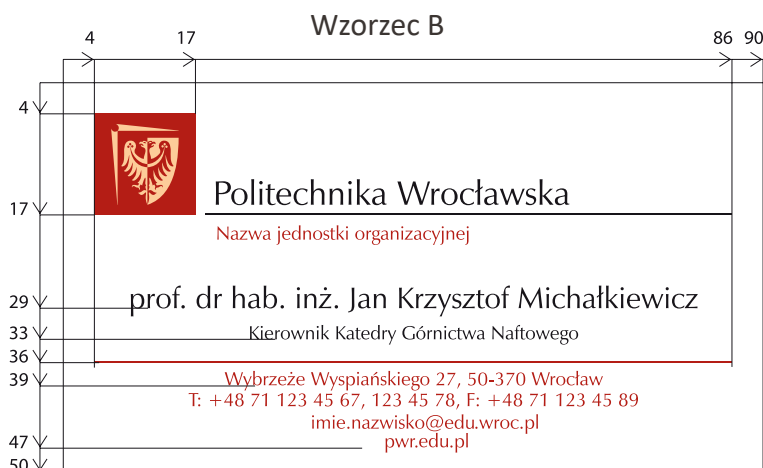 Wzorzec B
4 17 86 90
4
Politechnika Wrocławska
17
Nazwa jednostki organizacyjnej
29 prof. dr hab. inż. Jan Krzysztof Michałkiewicz
33 Kierownik Katedry Górnictwa Naftowego
36
39 Wybrzeże Wyspiańskiego 27, 50-370 Wrocław
T: +48 71 123 45 67, 123 45 78, F: +48 71 123 45 89
imie.nazwisko@edu.wroc.pl
47 pwr.edu.pl
50